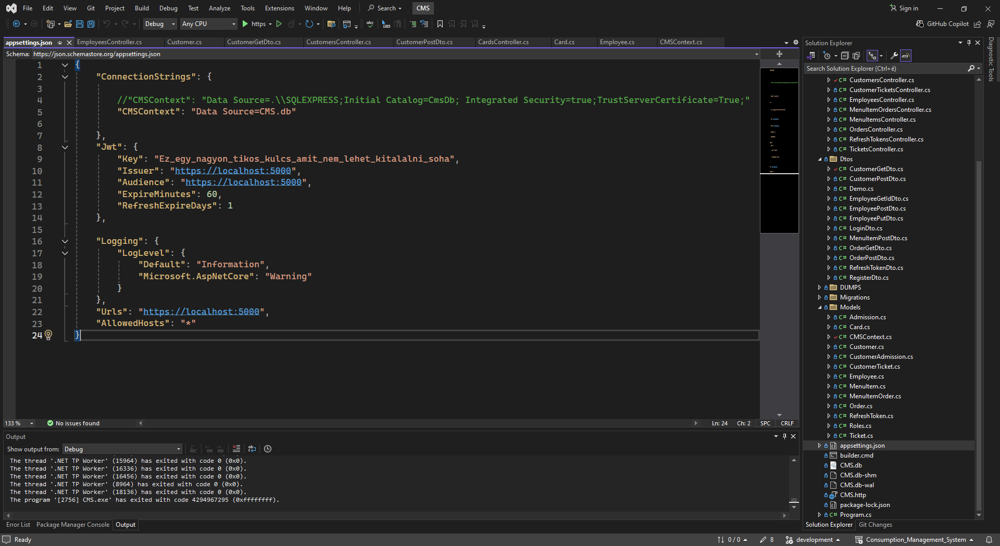 File Edit View Git Project Build Debug Test Analyze Tools Extensions Window Help Search CMS Sign in
Debug Any CPU https GitHub Copilot
appsettings.json EmployeesController.cs Customer.cs CustomerGetDto.cs CustomersController.cs CustomerPostDto.cs CardsController.cs Card.cs Employee.cs CMSContext.cs
Schema: https://json.schemastore.org/appsettings.json
1 {
2 "ConnectionStrings": {
3
4 //"CMSContext": "Data Source=.\\SQLEXPRESS;Initial Catalog=CmsDb; Integrated Security=true;TrustServerCertificate=True;"
5 "CMSContext": "Data Source=CMS.db"
6
7 },
8 "Jwt": {
9 "Key": "Ez_egy_nagyon_tikos_kulcs_amit_nem_lehet_kitalalni_soha",
10 "Issuer": "https://localhost:5000",
11 "Audience": "https://localhost:5000",
12 "ExpireMinutes": 60,
13 "RefreshExpireDays": 1
14 },
15
16 "Logging": {
17 "LogLevel": {
18 "Default": "Information",
19 "Microsoft.AspNetCore": "Warning"
20 }
21 },
22 "Urls": "https://localhost:5000",
23 "AllowedHosts": "*"
24 }
133 % No issues found Ln: 24 Ch: 2 SPC CRLF
Output
Show output from: Debug
The thread '.NET TP Worker' (15964) has exited with code 0 (0x0).
The thread '.NET TP Worker' (16336) has exited with code 0 (0x0).
The thread '.NET TP Worker' (16456) has exited with code 0 (0x0).
The thread '.NET TP Worker' (8964) has exited with code 0 (0x0).
The thread '.NET TP Worker' (18136) has exited with code 0 (0x0).
The program '[2756] CMS.exe' has exited with code 4294967295 (0xffffffff).
Error List Package Manager Console Output
Solution Explorer
Search Solution Explorer (Ctrl+é)
C# CustomersController.cs
C# CustomerTicketsController.cs
C# EmployeesController.cs
C# MenuItemOrdersController.cs
C# MenuItemsController.cs
C# OrdersController.cs
C# RefreshTokensController.cs
C# TicketsController.cs
Dtos
C# CustomerGetDto.cs
C# CustomerPostDto.cs
C# Demo.cs
C# EmployeeGetIdDto.cs
C# EmployeePostDto.cs
C# EmployeePutDto.cs
C# LoginDto.cs
C# MenuItemPostDto.cs
C# OrderGetDto.cs
C# OrderPostDto.cs
C# RefreshTokenDto.cs
C# RegisterDto.cs
DUMPS
Migrations
Models
C# Admission.cs
C# Card.cs
C# CMSContext.cs
C# Customer.cs
C# CustomerAdmission.cs
C# CustomerTicket.cs
C# Employee.cs
C# MenuItem.cs
C# MenuItemOrder.cs
C# Order.cs
C# RefreshToken.cs
C# Roles.cs
C# Ticket.cs
appsettings.json
builder.cmd
CMS.db
CMS.db-shm
CMS.db-wal
CMS.http
package-lock.json
C# Program.cs
Solution Explorer Git Changes
Diagnostic Tools
Ready 0 / 0 8 development Consumption_Management_System